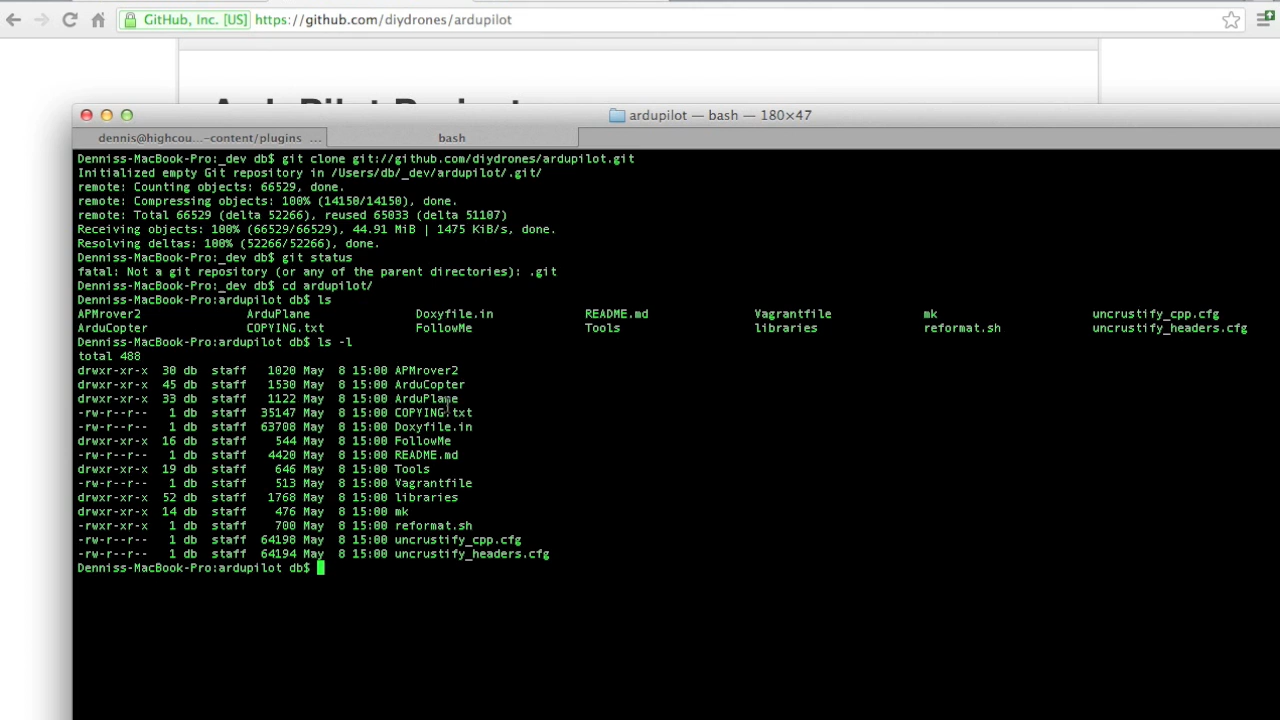 GitHub, Inc. [US] https://github.com/diydrones/ardupilot
ardupilot — bash — 180×47
dennis@highcou...-content/plugins ... bash
Denniss-MacBook-Pro:_dev db$ git clone git://github.com/diydrones/ardupilot.git
Initialized empty Git repository in /Users/db/_dev/ardupilot/.git/
remote: Counting objects: 66529, done.
remote: Compressing objects: 100% (14150/14150), done.
remote: Total 66529 (delta 52266), reused 65033 (delta 51107)
Receiving objects: 100% (66529/66529), 44.91 MiB | 1475 KiB/s, done.
Resolving deltas: 100% (52266/52266), done.
Denniss-MacBook-Pro:_dev db$ git status
fatal: Not a git repository (or any of the parent directories): .git
Denniss-MacBook-Pro:_dev db$ cd ardupilot/
Denniss-MacBook-Pro:ardupilot db$ ls
APMrover2 ArduPlane Doxyfile.in README.md Vagrantfile mk uncrustify_cpp.cfg
ArduCopter COPYING.txt FollowMe Tools libraries reformat.sh uncrustify_headers.cfg
Denniss-MacBook-Pro:ardupilot db$ ls -l
total 488
drwxr-xr-x 30 db staff 1020 May 8 15:00 APMrover2
drwxr-xr-x 45 db staff 1530 May 8 15:00 ArduCopter
drwxr-xr-x 33 db staff 1122 May 8 15:00 ArduPlane
-rw-r--r-- 1 db staff 35147 May 8 15:00 COPYING.txt
-rw-r--r-- 1 db staff 63708 May 8 15:00 Doxyfile.in
drwxr-xr-x 16 db staff 544 May 8 15:00 FollowMe
-rw-r--r-- 1 db staff 4420 May 8 15:00 README.md
drwxr-xr-x 19 db staff 646 May 8 15:00 Tools
-rw-r--r-- 1 db staff 513 May 8 15:00 Vagrantfile
drwxr-xr-x 52 db staff 1768 May 8 15:00 libraries
drwxr-xr-x 14 db staff 476 May 8 15:00 mk
-rwxr-xr-x 1 db staff 700 May 8 15:00 reformat.sh
-rw-r--r-- 1 db staff 64198 May 8 15:00 uncrustify_cpp.cfg
-rw-r--r-- 1 db staff 64194 May 8 15:00 uncrustify_headers.cfg
Denniss-MacBook-Pro:ardupilot db$